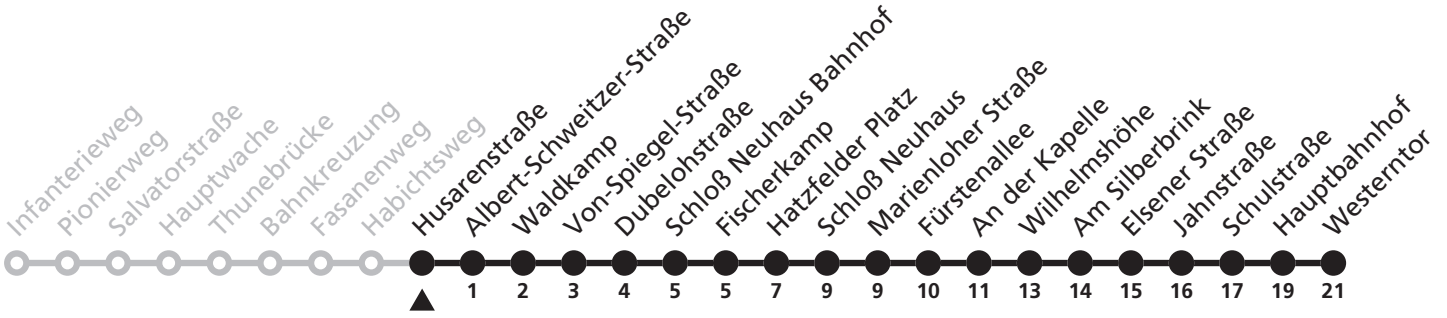 Infanterieweg
Pionierweg
Salvatorstraße
Hauptwache
Thunebrücke
Bahnkreuzung
Fasanenweg
Habichtsweg
Husarenstraße
Albert-Schweitzer-Straße
Waldkamp
Von-Spiegel-Straße
Dubelohstraße
Schloß Neuhaus Bahnhof
Fischerkamp
Hatzfelder Platz
Schloß Neuhaus
Marienloher Straße
Fürstenallee
An der Kapelle
Wilhelmshöhe
Am Silberbrink
Elsener Straße
Jahnstraße
Schulstraße
Hauptbahnhof
Westerntor
1 2 3 4 5 5 7 9 9 10 11 13 14 15 16 17 19 21